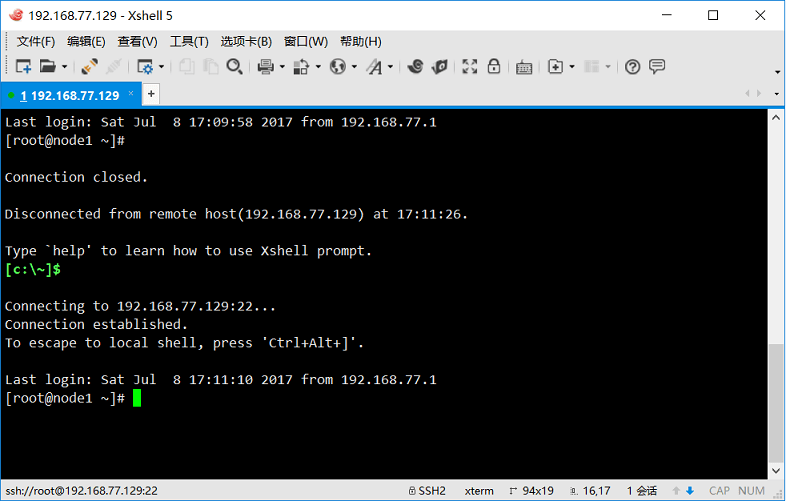 192.168.77.129 - Xshell 5
文件(F) 编辑(E) 查看(V) 工具(T) 选项卡(B) 窗口(W) 帮助(H)
1 192.168.77.129 × +
Last login: Sat Jul  8 17:09:58 2017 from 192.168.77.1
[root@node1 ~]#
Connection closed.
Disconnected from remote host(192.168.77.129) at 17:11:26.
Type `help' to learn how to use Xshell prompt.
[c:\~]$
Connecting to 192.168.77.129:22...
Connection established.
To escape to local shell, press 'Ctrl+Alt+]'.
Last login: Sat Jul  8 17:11:10 2017 from 192.168.77.1
[root@node1 ~]#
ssh://root@192.168.77.129:22 SSH2 xterm 94x19 16,17 1 会话 CAP NUM